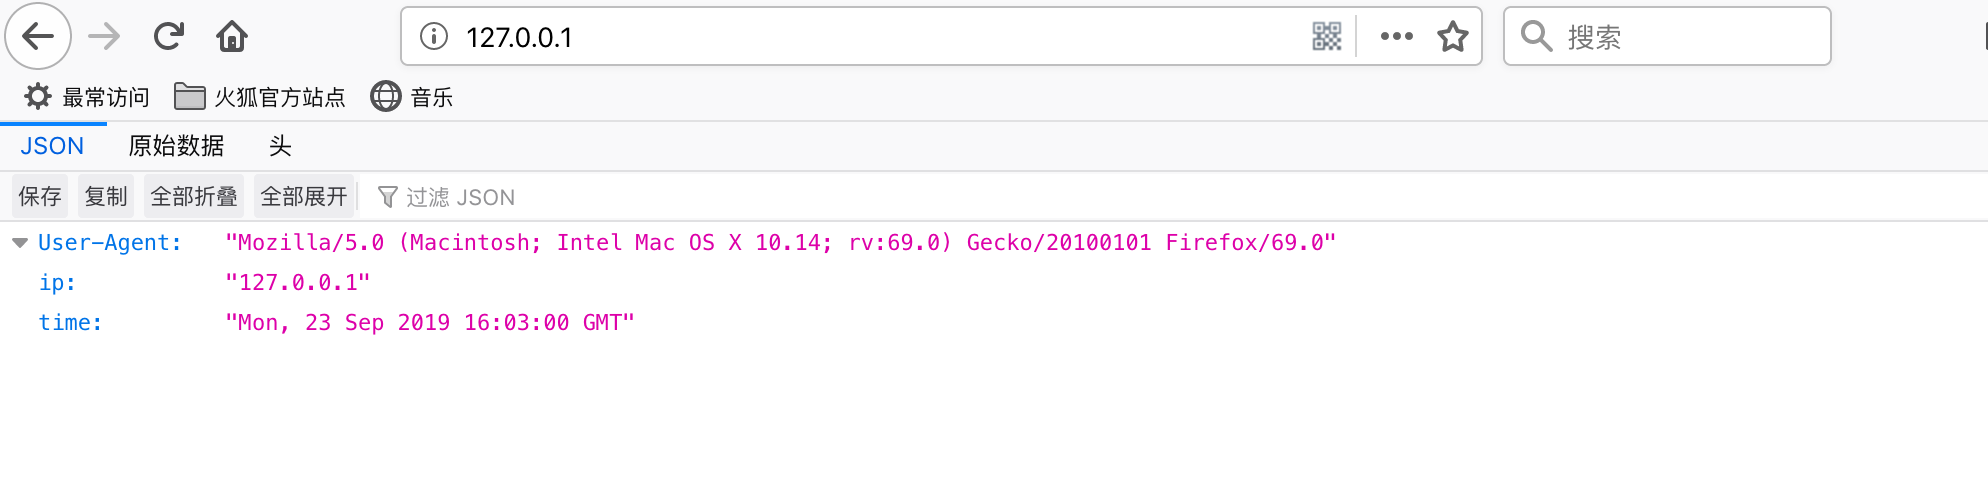 127.0.0.1
搜索
最常访问 火狐官方站点 音乐
JSON 原始数据 头
保存 复制 全部折叠 全部展开 过滤 JSON
User-Agent: "Mozilla/5.0 (Macintosh; Intel Mac OS X 10.14; rv:69.0) Gecko/20100101 Firefox/69.0"
ip: "127.0.0.1"
time: "Mon, 23 Sep 2019 16:03:00 GMT"